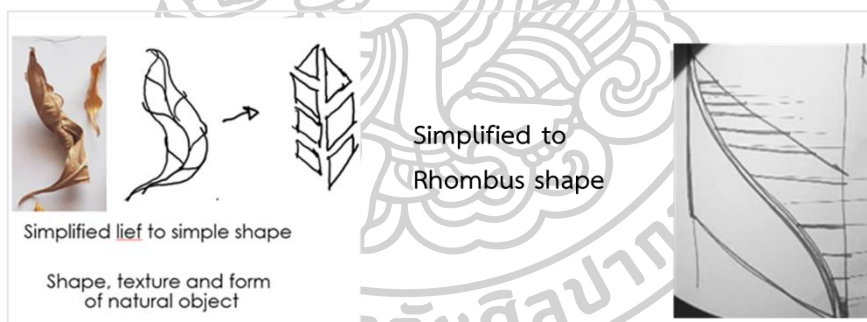 Simplified to
Rhombus shape
Simplified lief to simple shape
Shape, texture and form
of natural object